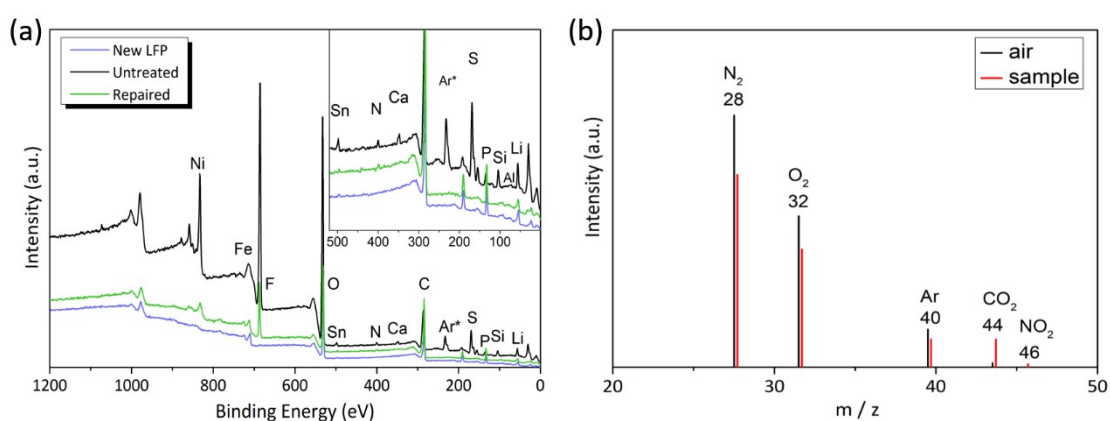 (a)
New LFP
Untreated
Repaired
Intensity (a.u.)
Ni
Fe
F
O
Sn
N
Ca
Ar*
S
C
P
Si
Li
Sn
N
Ca
Ar*
S
P
Si
Al
Li
500 400 300 200 100
1200 1000 800 600 400 200 0
Binding Energy (eV)
(b)
air
sample
Intensity (a.u.)
N₂
28
O₂
32
Ar
40
CO₂
44
NO₂
46
20 30 40 50
m / z